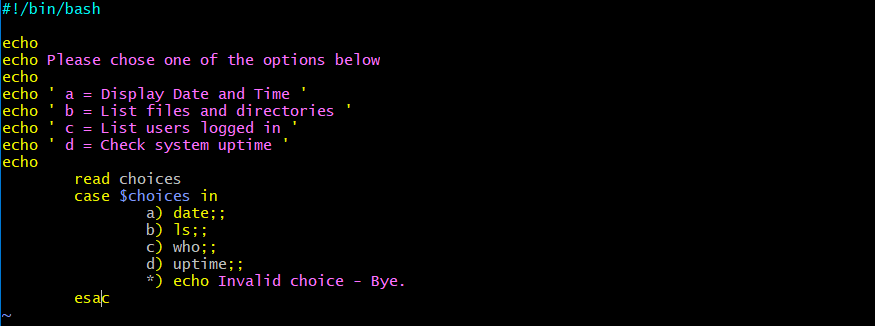 #!/bin/bash

echo
echo Please chose one of the options below
echo
echo ' a = Display Date and Time '
echo ' b = List files and directories '
echo ' c = List users logged in '
echo ' d = Check system uptime '
echo
        read choices
        case $choices in
                a) date;;
                b) ls;;
                c) who;;
                d) uptime;;
                *) echo Invalid choice - Bye.
        esac
~